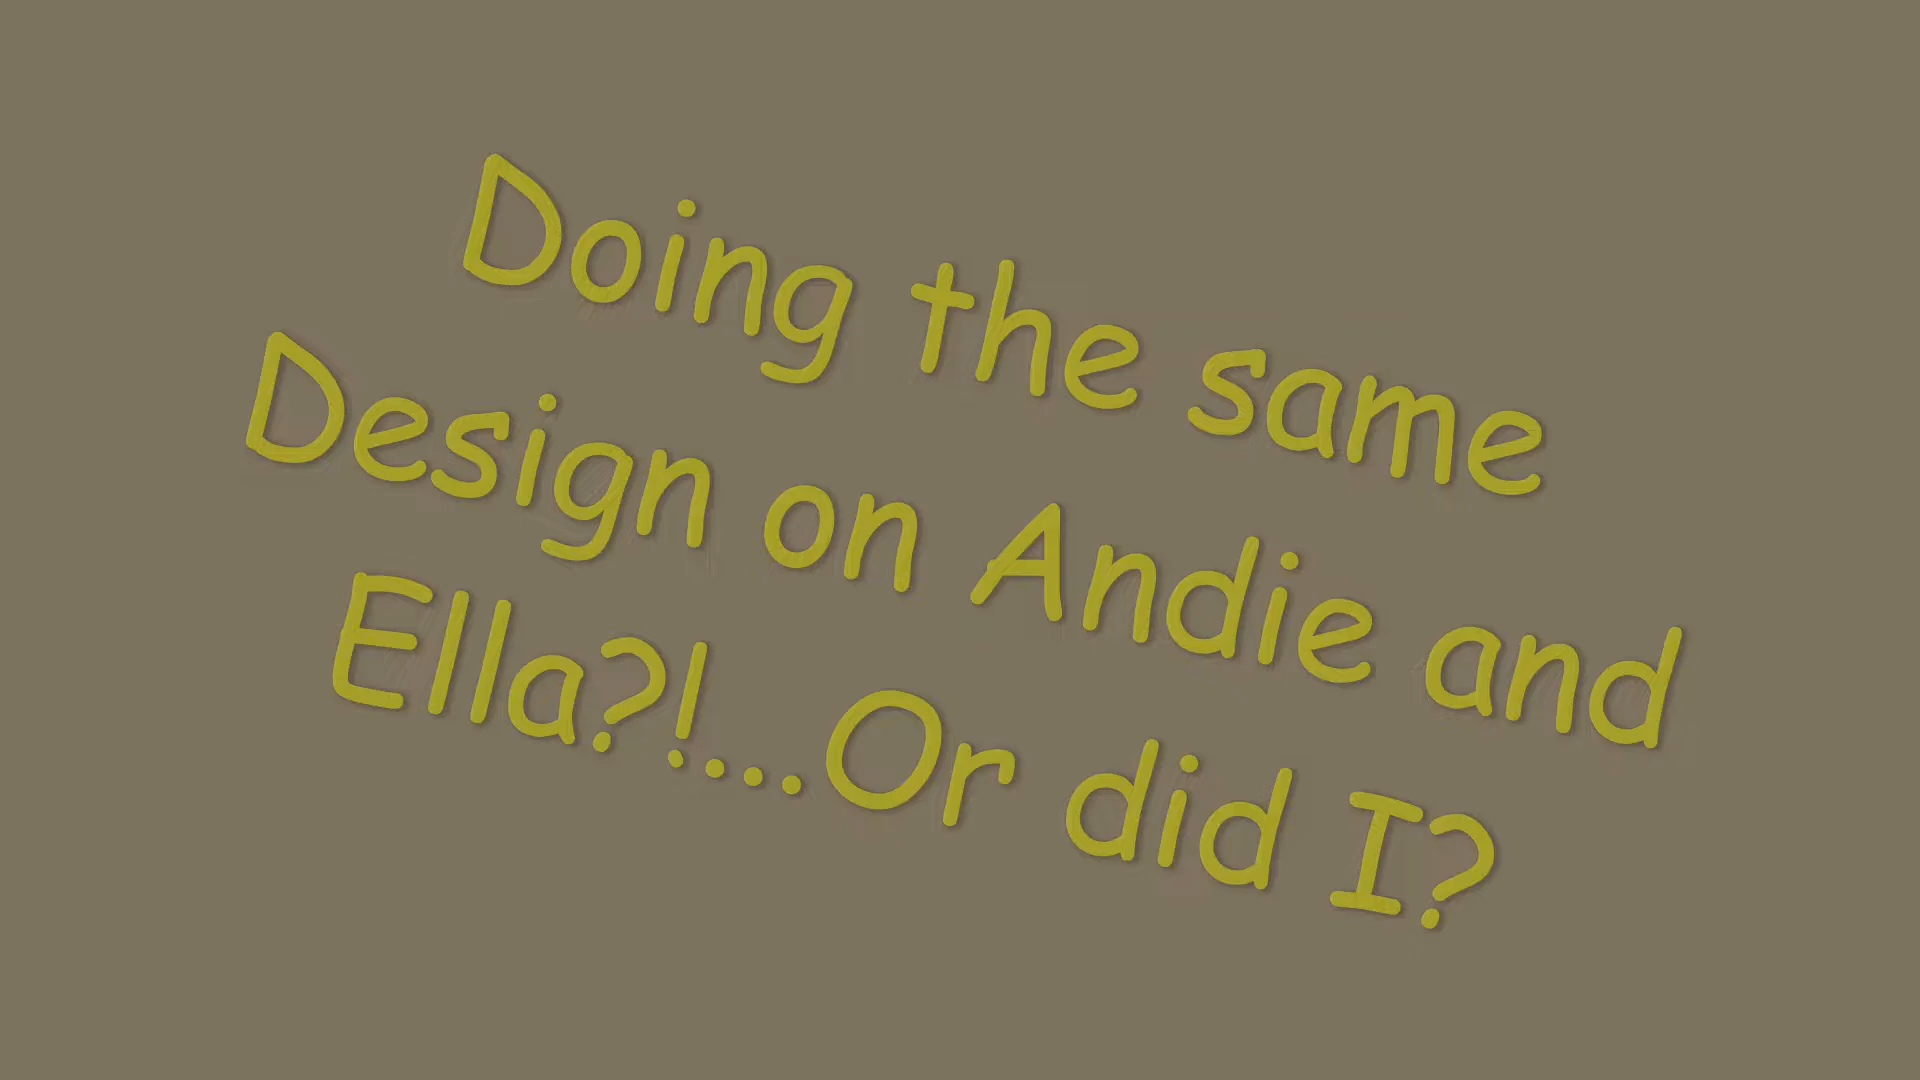 Doing the same
Design on Andie and
Ella?!...Or did I?